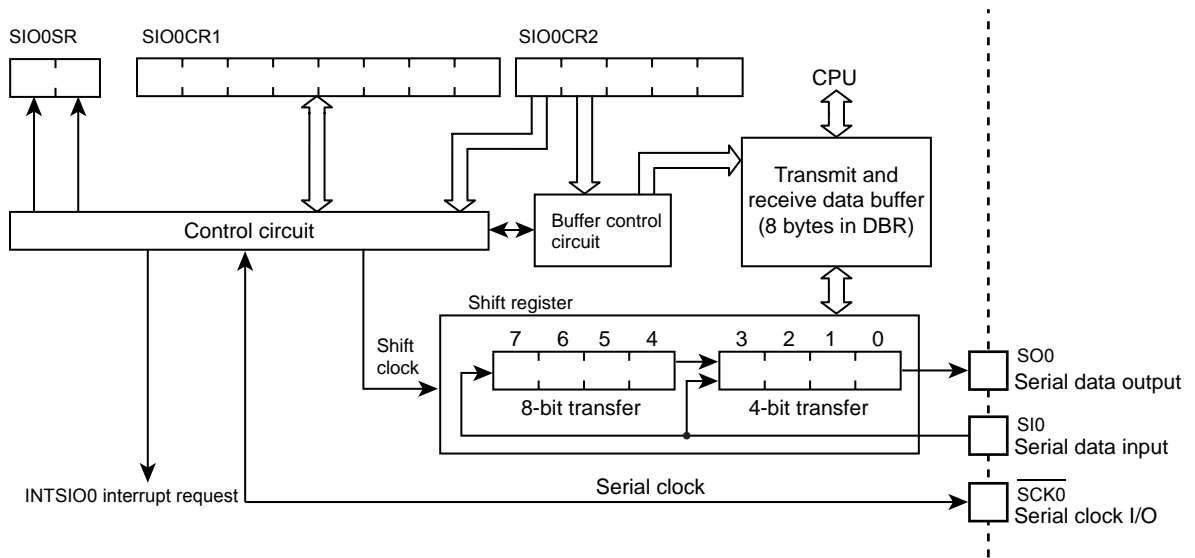 SIO0SR
SIO0CR1
SIO0CR2
CPU
Transmit and
receive data buffer
(8 bytes in DBR)
Control circuit
Buffer control
circuit
Shift register
Shift
clock
7 6 5 4 3 2 1 0
8-bit transfer
4-bit transfer
SO0
Serial data output
SI0
Serial data input
INTSIO0 interrupt request
Serial clock
SCK0
Serial clock I/O